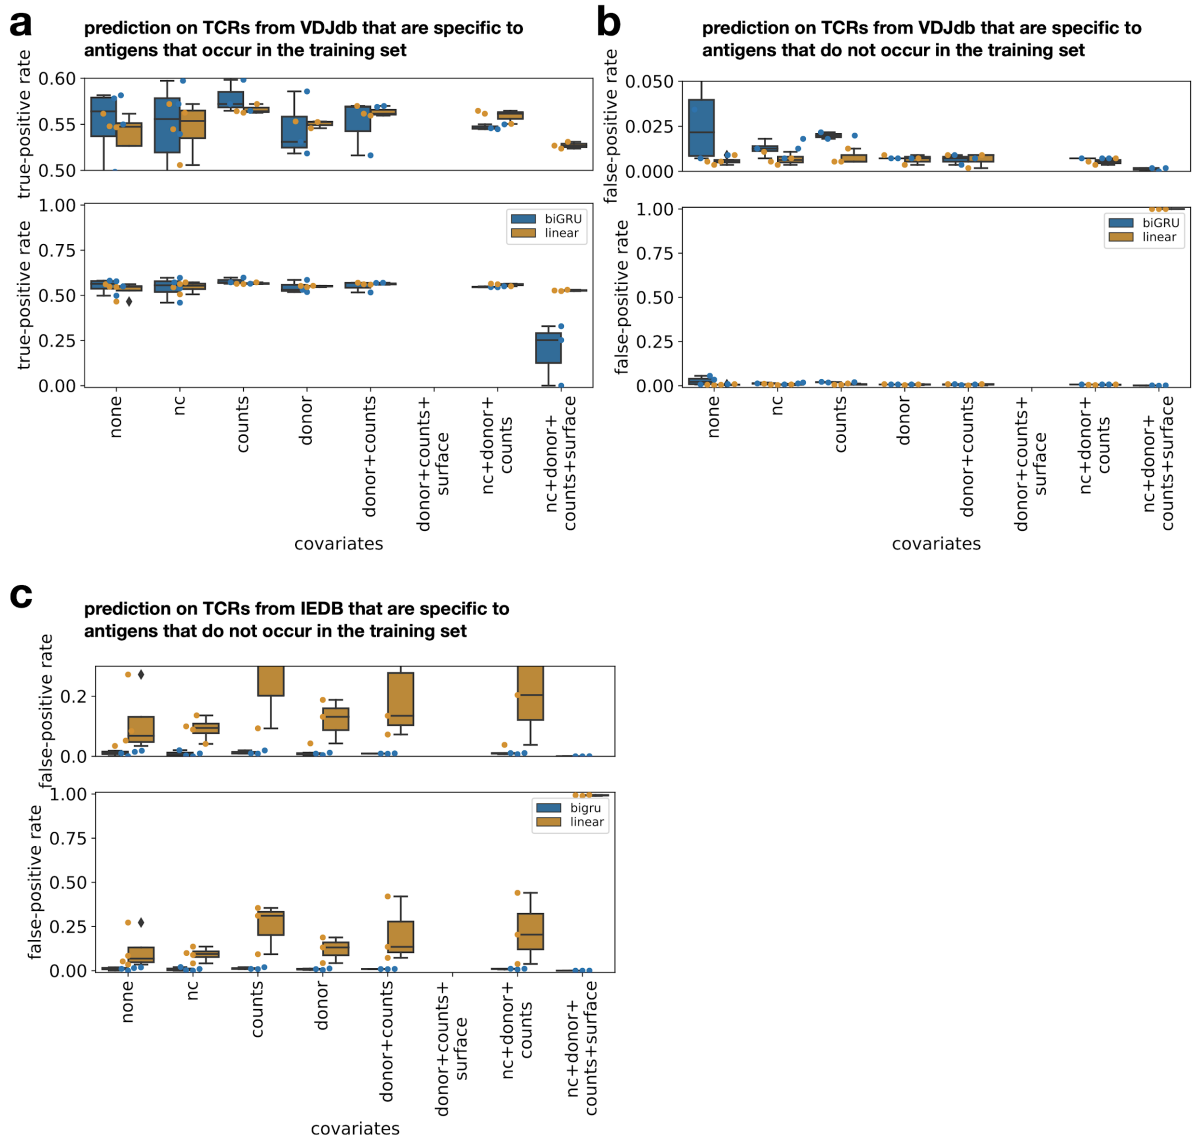 a
prediction on TCRs from VDJdb that are specific to
antigens that occur in the training set
true-positive rate
0.60
0.55
0.50
true-positive rate
1.00
0.75
0.50
0.25
0.00
biGRU
linear
none
nc
counts
donor
donor+counts
donor+counts+
surface
nc+donor+
counts
nc+donor+
counts+surface
covariates
b
prediction on TCRs from VDJdb that are specific to
antigens that do not occur in the training set
false-positive rate
0.050
0.025
0.000
false-positive rate
1.00
0.75
0.50
0.25
0.00
biGRU
linear
none
nc
counts
donor
donor+counts
donor+counts+
surface
nc+donor+
counts
nc+donor+
counts+surface
covariates
c
prediction on TCRs from IEDB that are specific to
antigens that do not occur in the training set
false-positive rate
0.2
0.0
false-positive rate
1.00
0.75
0.50
0.25
0.00
bigru
linear
none
nc
counts
donor
donor+counts
donor+counts+
surface
nc+donor+
counts
nc+donor+
counts+surface
covariates